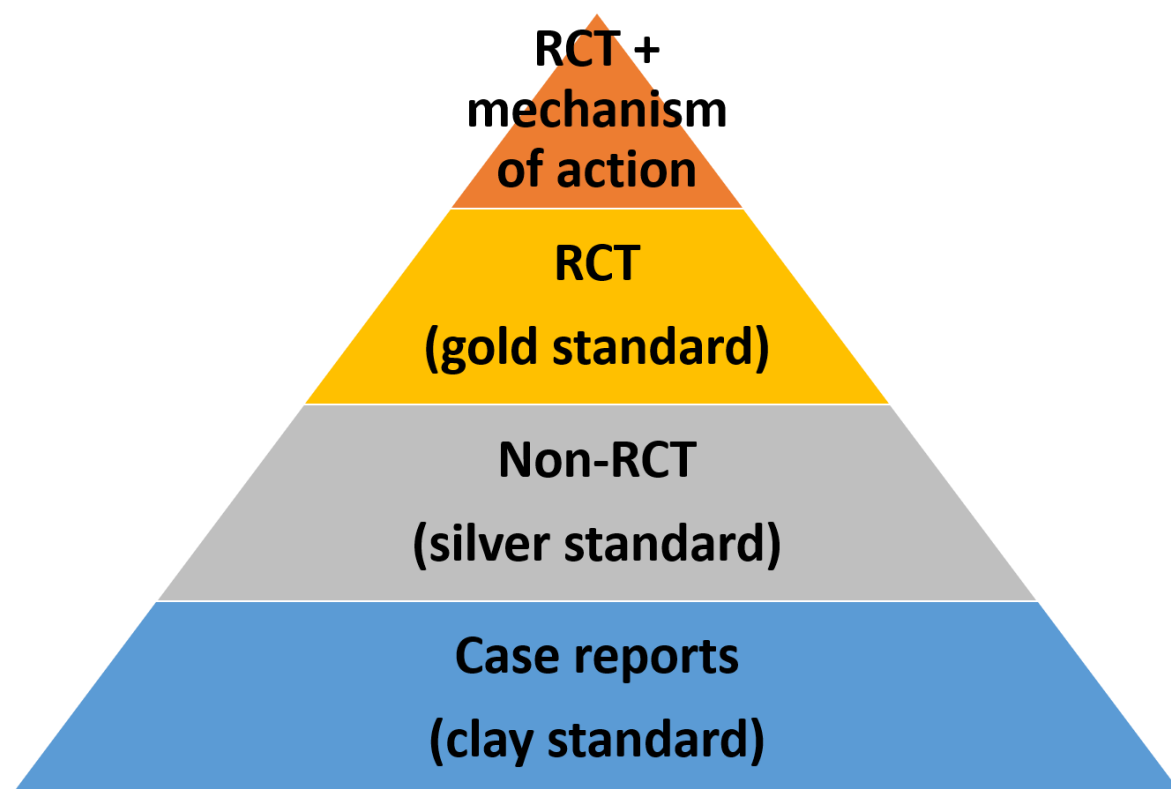 RCT +
mechanism
of action
RCT
(gold standard)
Non-RCT
(silver standard)
Case reports
(clay standard)